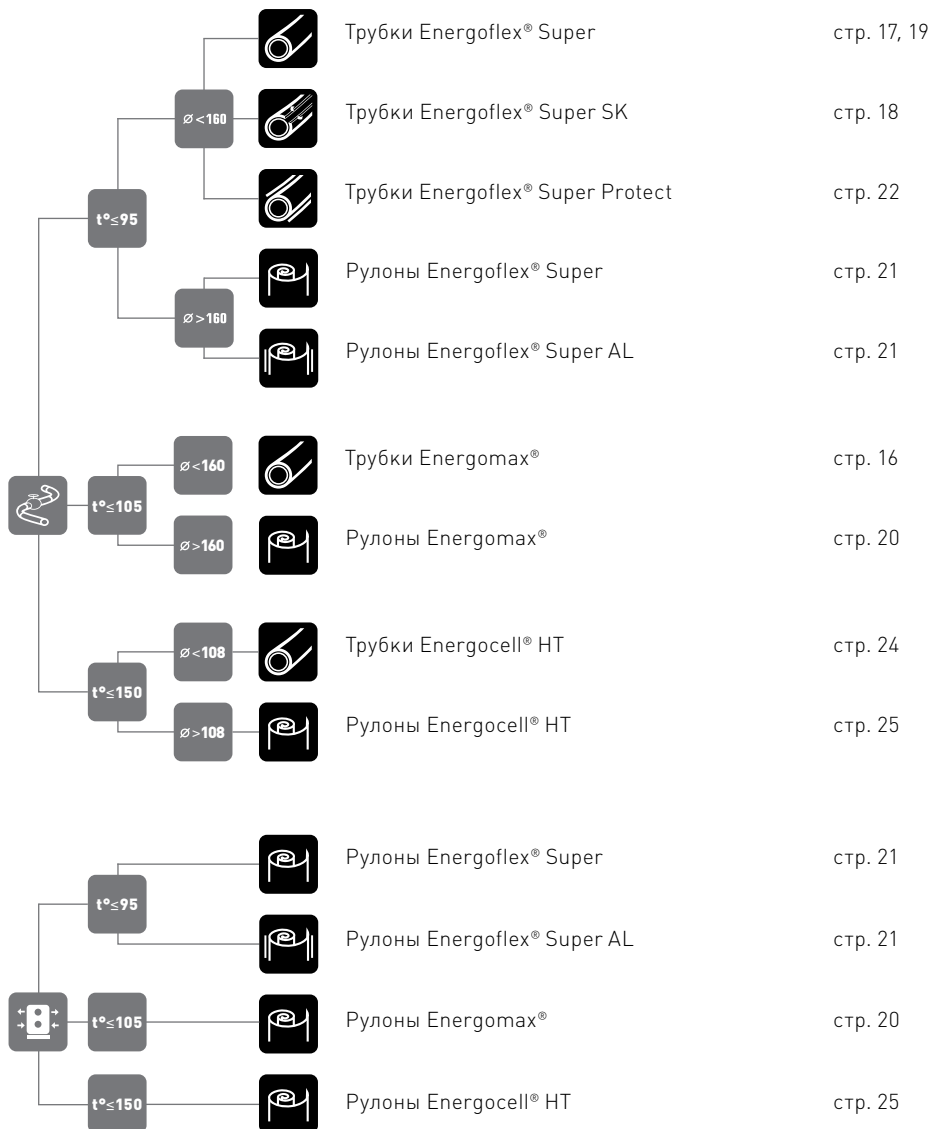 Трубки Energoflex® Super стр. 17, 19
ø<160 Трубки Energoflex® Super SK стр. 18
Трубки Energoflex® Super Protect стр. 22
t°≤95
Рулоны Energoflex® Super стр. 21
ø>160
Рулоны Energoflex® Super AL стр. 21
ø<160 Трубки Energomax® стр. 16
t°≤105
ø>160 Рулоны Energomax® стр. 20
ø<108 Трубки Energocell® HT стр. 24
t°≤150
ø>108 Рулоны Energocell® HT стр. 25
Рулоны Energoflex® Super стр. 21
t°≤95
Рулоны Energoflex® Super AL стр. 21
t°≤105 Рулоны Energomax® стр. 20
t°≤150 Рулоны Energocell® HT стр. 25